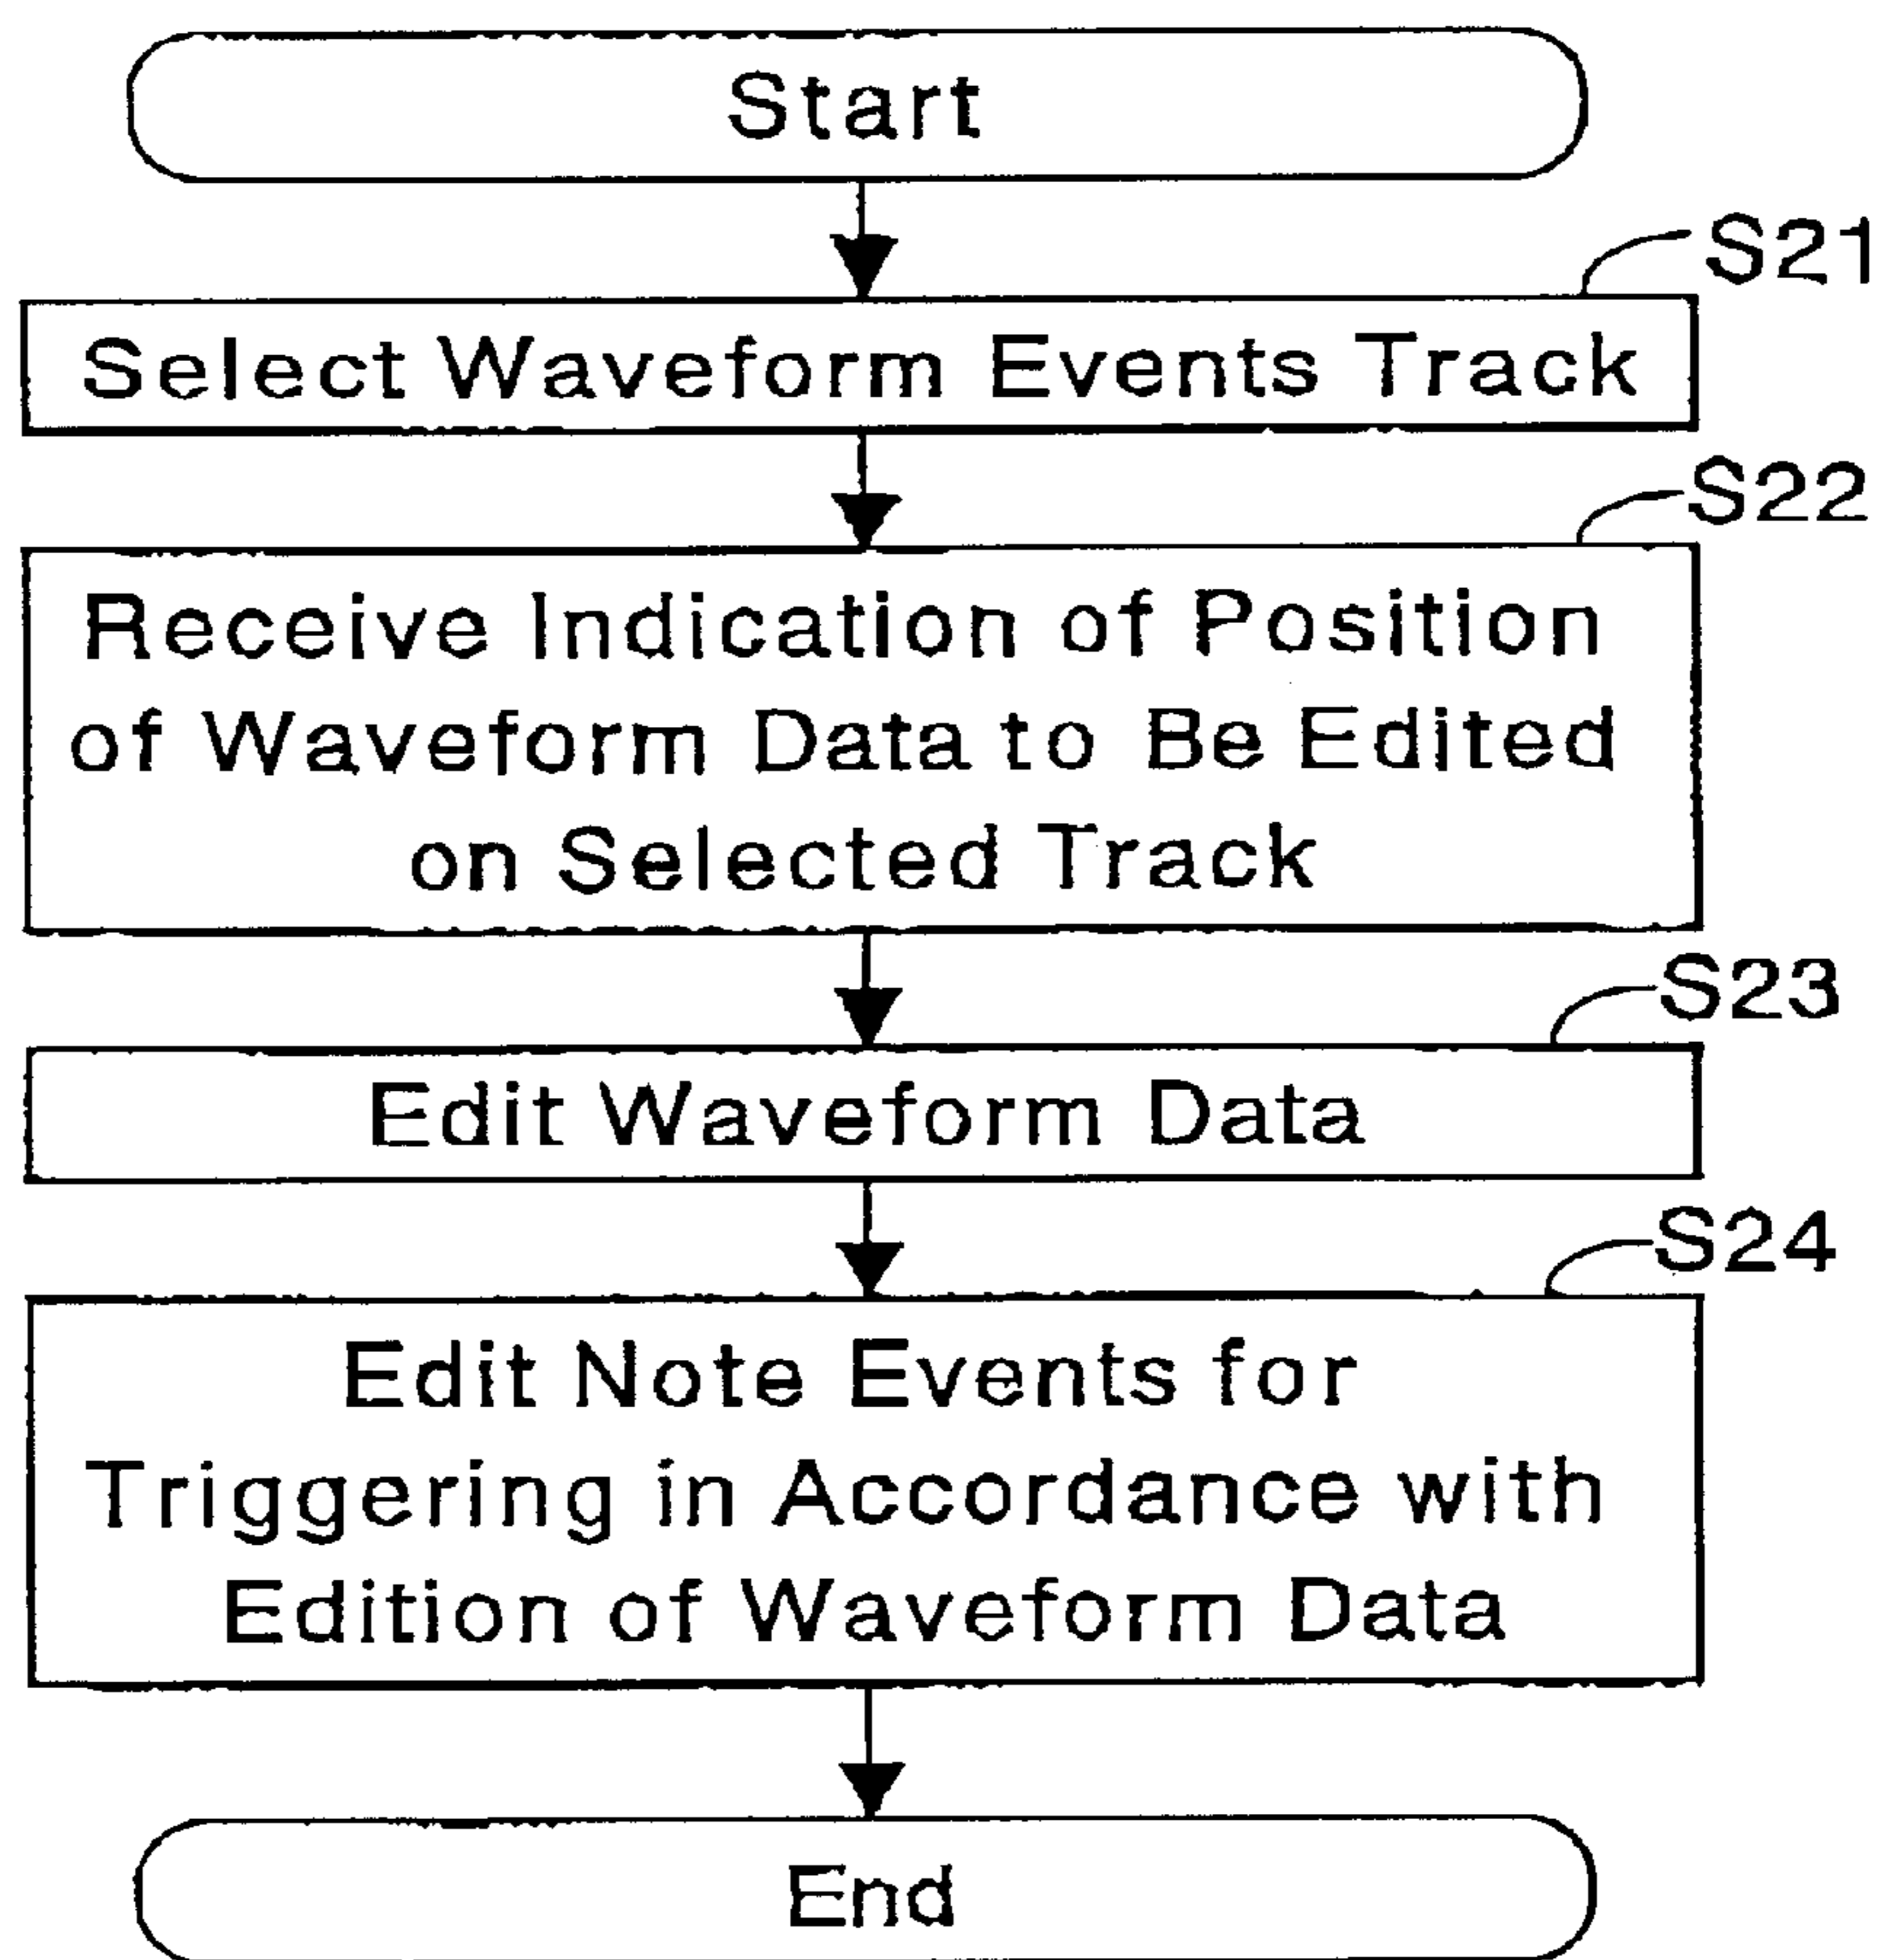 Start
S21
Select Waveform Events Track
S22
Receive Indication of Position
of Waveform Data to Be Edited
on Selected Track
S23
Edit Waveform Data
S24
Edit Note Events for
Triggering in Accordance with
Edition of Waveform Data
End